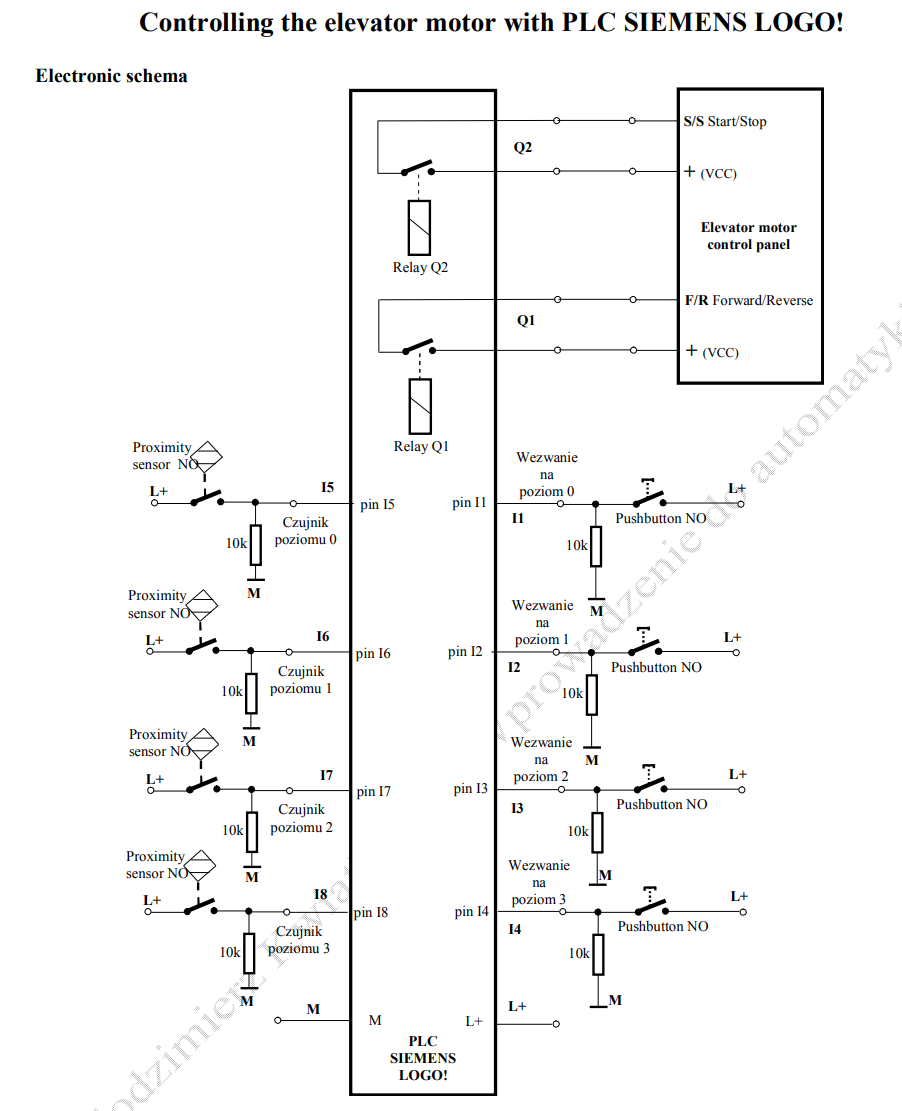 Controlling the elevator motor with PLC SIEMENS LOGO!
Electronic schema
S/S Start/Stop
Q2
+ (VCC)
Elevator motor
control panel
Relay Q2
F/R Forward/Reverse
Q1
+ (VCC)
Relay Q1
Proximity
sensor NO
L+
I5
pin I5
Czujnik
poziomu 0
10k
M
Wezwanie
na
poziom 0
pin I1
I1
L+
Pushbutton NO
10k
M
Proximity
sensor NO
L+
I6
pin I6
Czujnik
poziomu 1
10k
M
Wezwanie
na
poziom 1
pin I2
I2
L+
Pushbutton NO
10k
M
Proximity
sensor NO
L+
I7
pin I7
Czujnik
poziomu 2
10k
M
Wezwanie
na
poziom 2
pin I3
I3
L+
Pushbutton NO
10k
M
Proximity
sensor NO
L+
I8
pin I8
Czujnik
poziomu 3
10k
M
Wezwanie
na
poziom 3
pin I4
I4
L+
Pushbutton NO
10k
M
M
M
L+
L+
PLC
SIEMENS
LOGO!